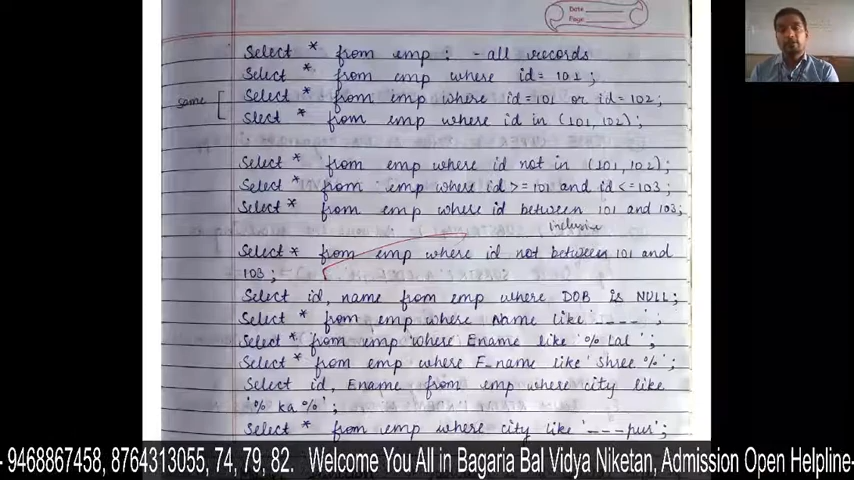 Date
Page
Select * from emp ; - all records
Select * from emp where id = 101 ;
same [ Select * from emp where id = 101 or id = 102 ;
Slect * from emp where id in (101, 102) ;
Select * from emp where id not in (101, 102) ;
Select * from emp where id >= 101 and id <= 103 ;
Select * from emp where id between 101 and 103 ;
inclusive
Select * from emp where id not between 101 and
103 ;
Select id, name from emp where DOB is NULL ;
Select * from emp where Name like '____' ;
Select * from emp where Ename like '% Lal' ;
Select * from emp where E_name like 'Shree %' ;
Select id, Ename from emp where city like
'% ka %' ;
Select * from emp where city like '___pur' ;
- 9468867458, 8764313055, 74, 79, 82. Welcome You All in Bagaria Bal Vidya Niketan, Admission Open Helpline-